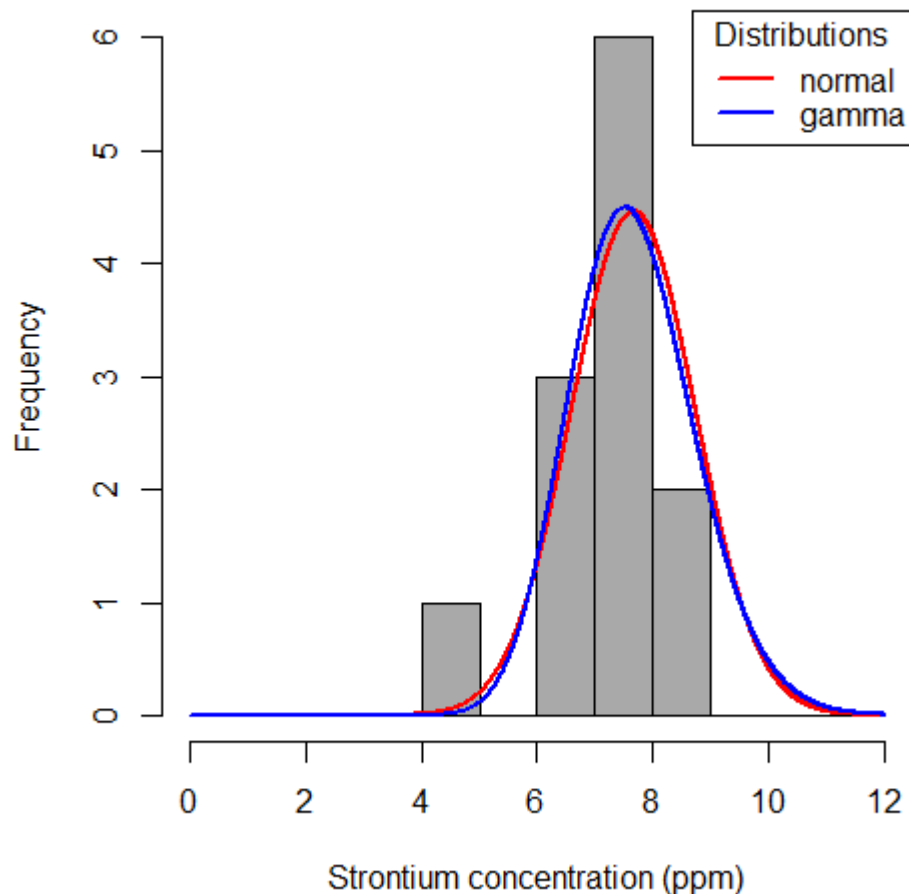 Distributions
normal
gamma
Frequency
6
5
4
3
2
1
0
0 2 4 6 8 10 12
Strontium concentration (ppm)